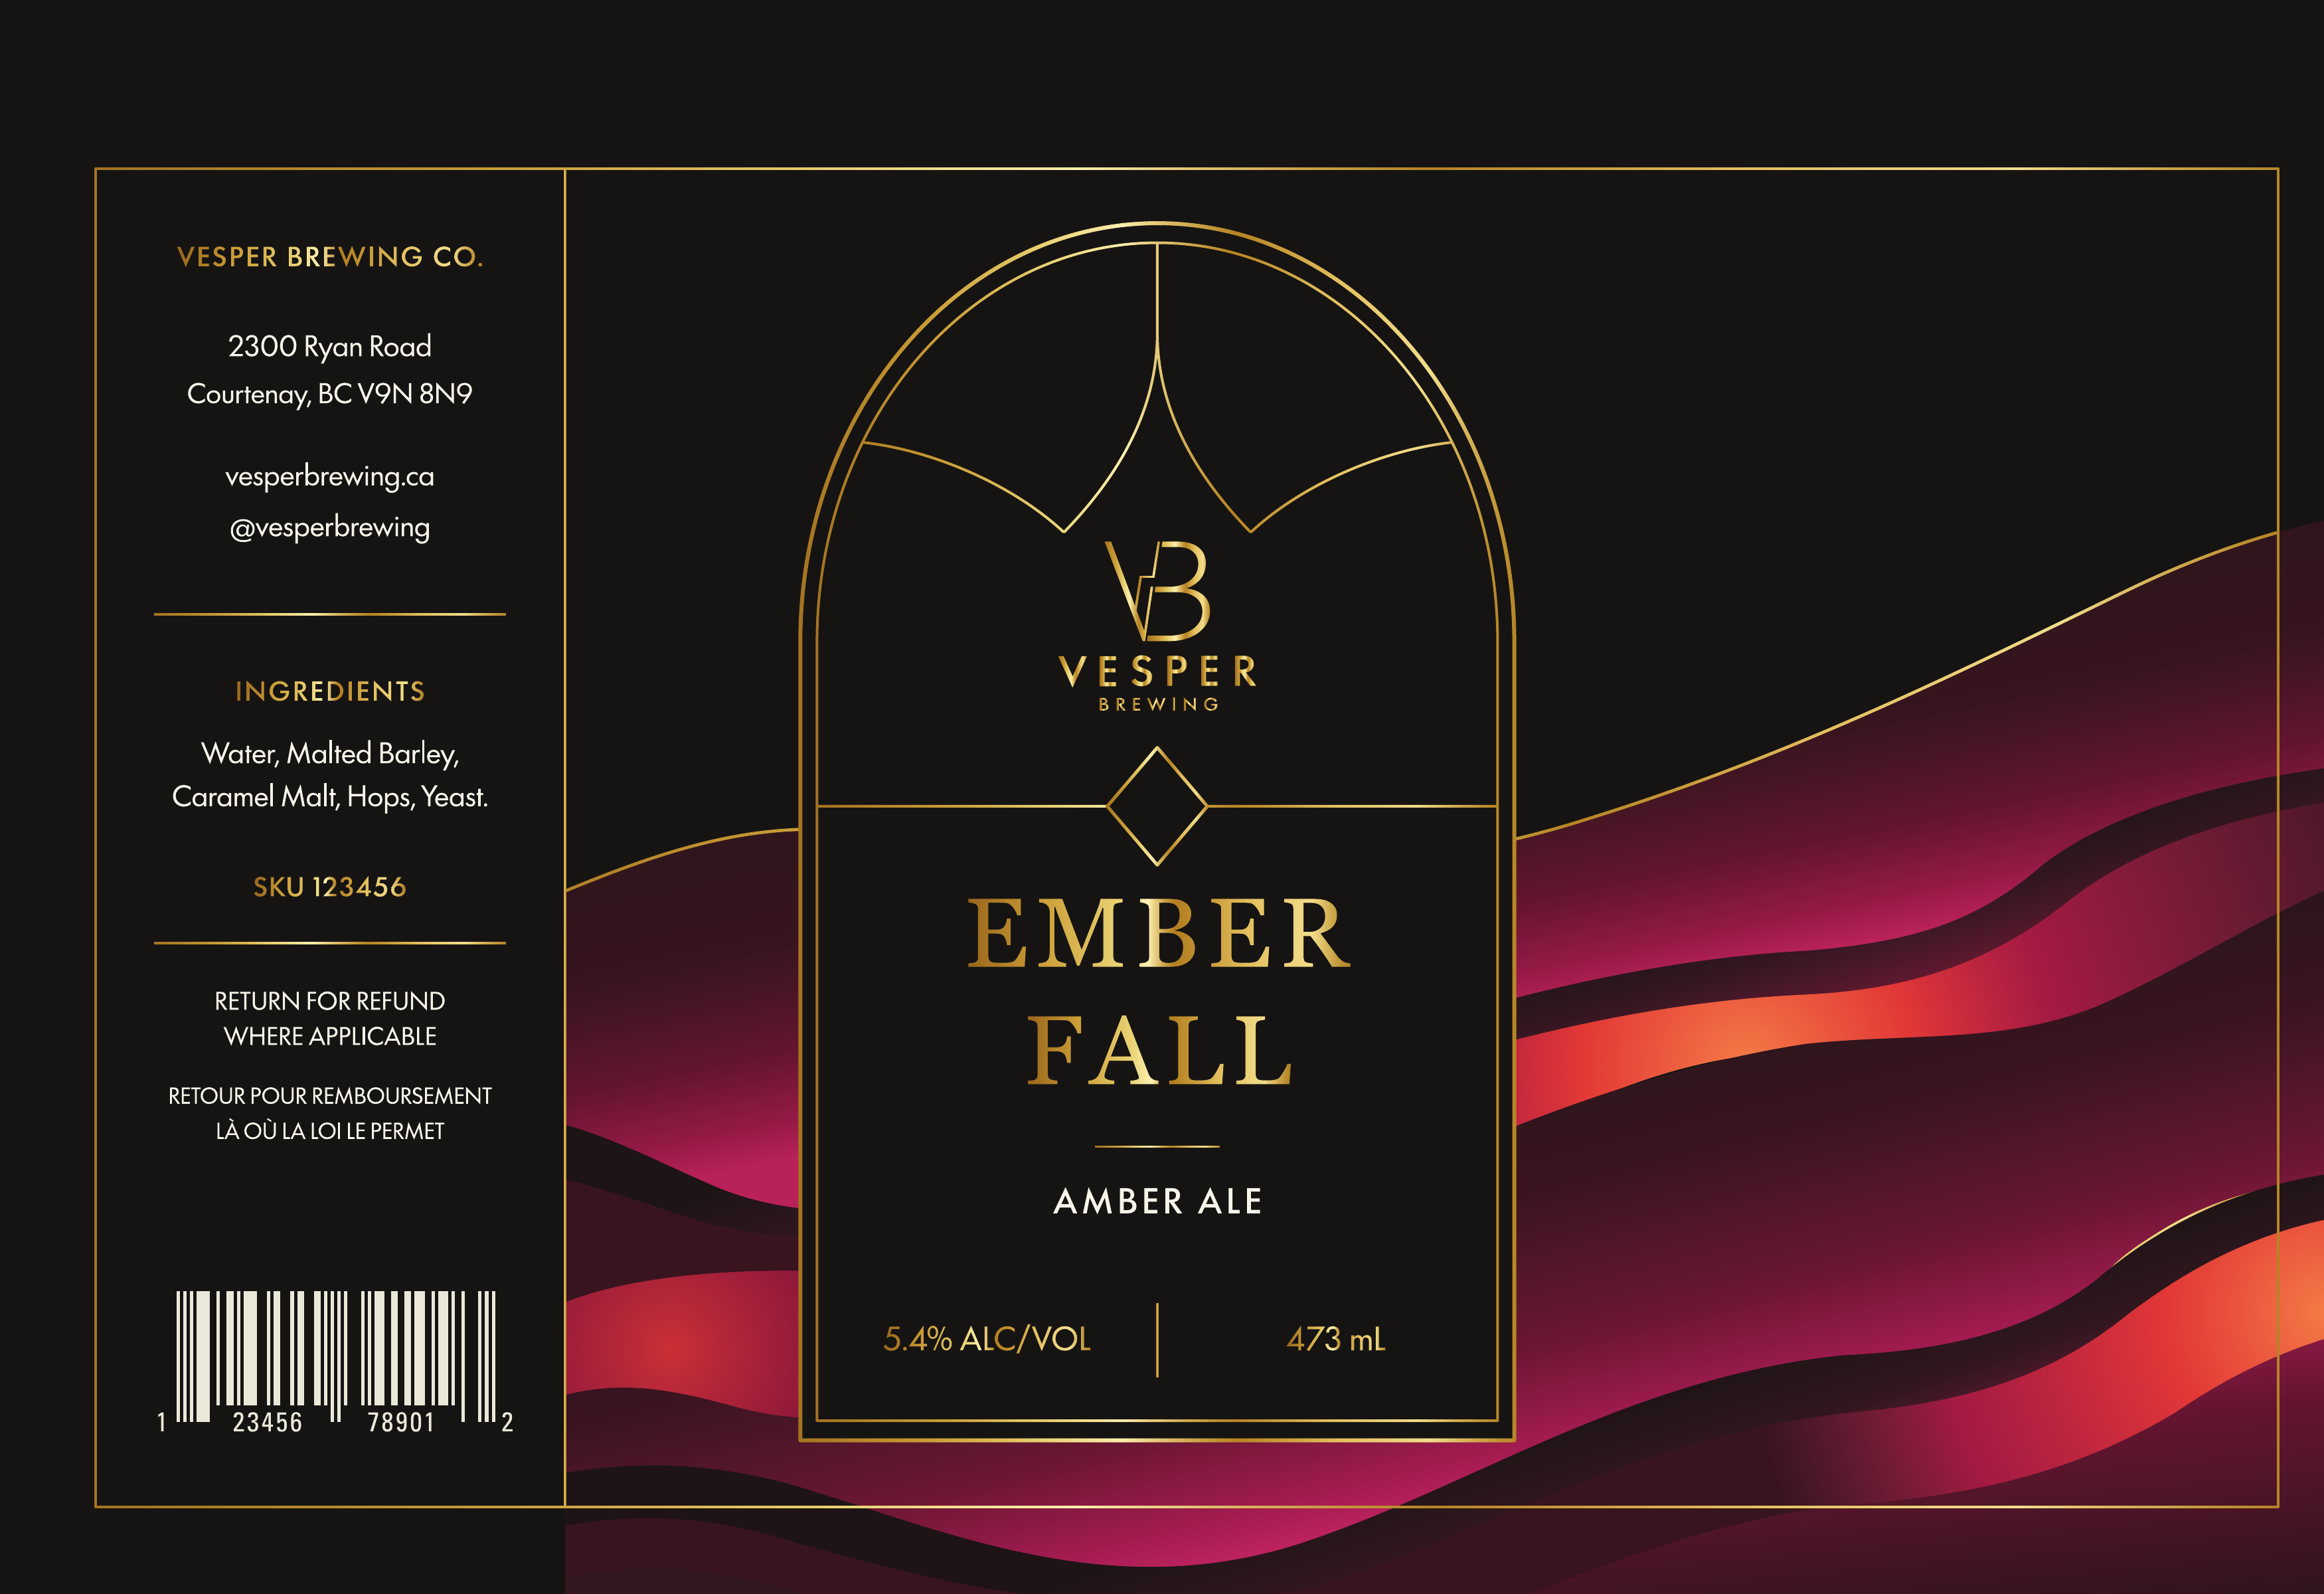 VESPER BREWING CO.
2300 Ryan Road
Courtenay, BC V9N 8N9
vesperbrewing.ca
@vesperbrewing
INGREDIENTS
Water, Malted Barley,
Caramel Malt, Hops, Yeast.
SKU 123456
RETURN FOR REFUND
WHERE APPLICABLE
RETOUR POUR REMBOURSEMENT
LÀ OÙ LA LOI LE PERMET
1 23456 78901 2
VB
VESPER
BREWING
EMBER
FALL
AMBER ALE
5.4% ALC/VOL
473 mL